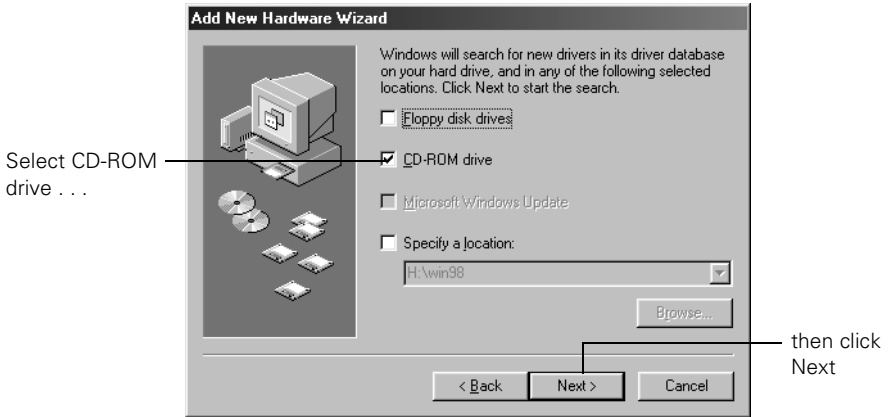 Add New Hardware Wizard
Windows will search for new drivers in its driver database
on your hard drive, and in any of the following selected
locations. Click Next to start the search.
Floppy disk drives
Select CD-ROM
drive . . .
CD-ROM drive
Microsoft Windows Update
Specify a location:
H:\win98
Browse...
then click
Next
< Back
Next >
Cancel